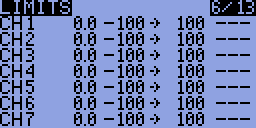 LIMITS 6/13
CH1 0.0 -100 → 100 ---
CH2 0.0 -100 → 100 ---
CH3 0.0 -100 → 100 ---
CH4 0.0 -100 → 100 ---
CH5 0.0 -100 → 100 ---
CH6 0.0 -100 → 100 ---
CH7 0.0 -100 → 100 ---